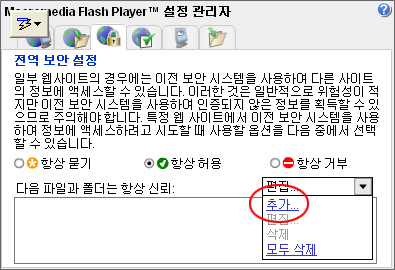 Macromedia Flash Player™ 설정 관리자
전역 보안 설정
일부 웹사이트의 경우에는 이전 보안 시스템을 사용하여 다른 사이트
의 정보에 액세스할 수 있습니다. 이러한 것은 일반적으로 위험성이 적
지만 이전 보안 시스템을 사용하여 인증되지 않은 정보를 획득할 수 있
으므로 주의해야 합니다. 특정 웹 사이트에서 이전 보안 시스템을 사용
하여 정보에 액세스하려고 시도할 때 사용할 옵션을 다음 중에서 선택
할 수 있습니다.
항상 묻기 항상 허용 항상 거부
다음 파일과 폴더는 항상 신뢰: 편집...
추가...
편집...
삭제
모두 삭제